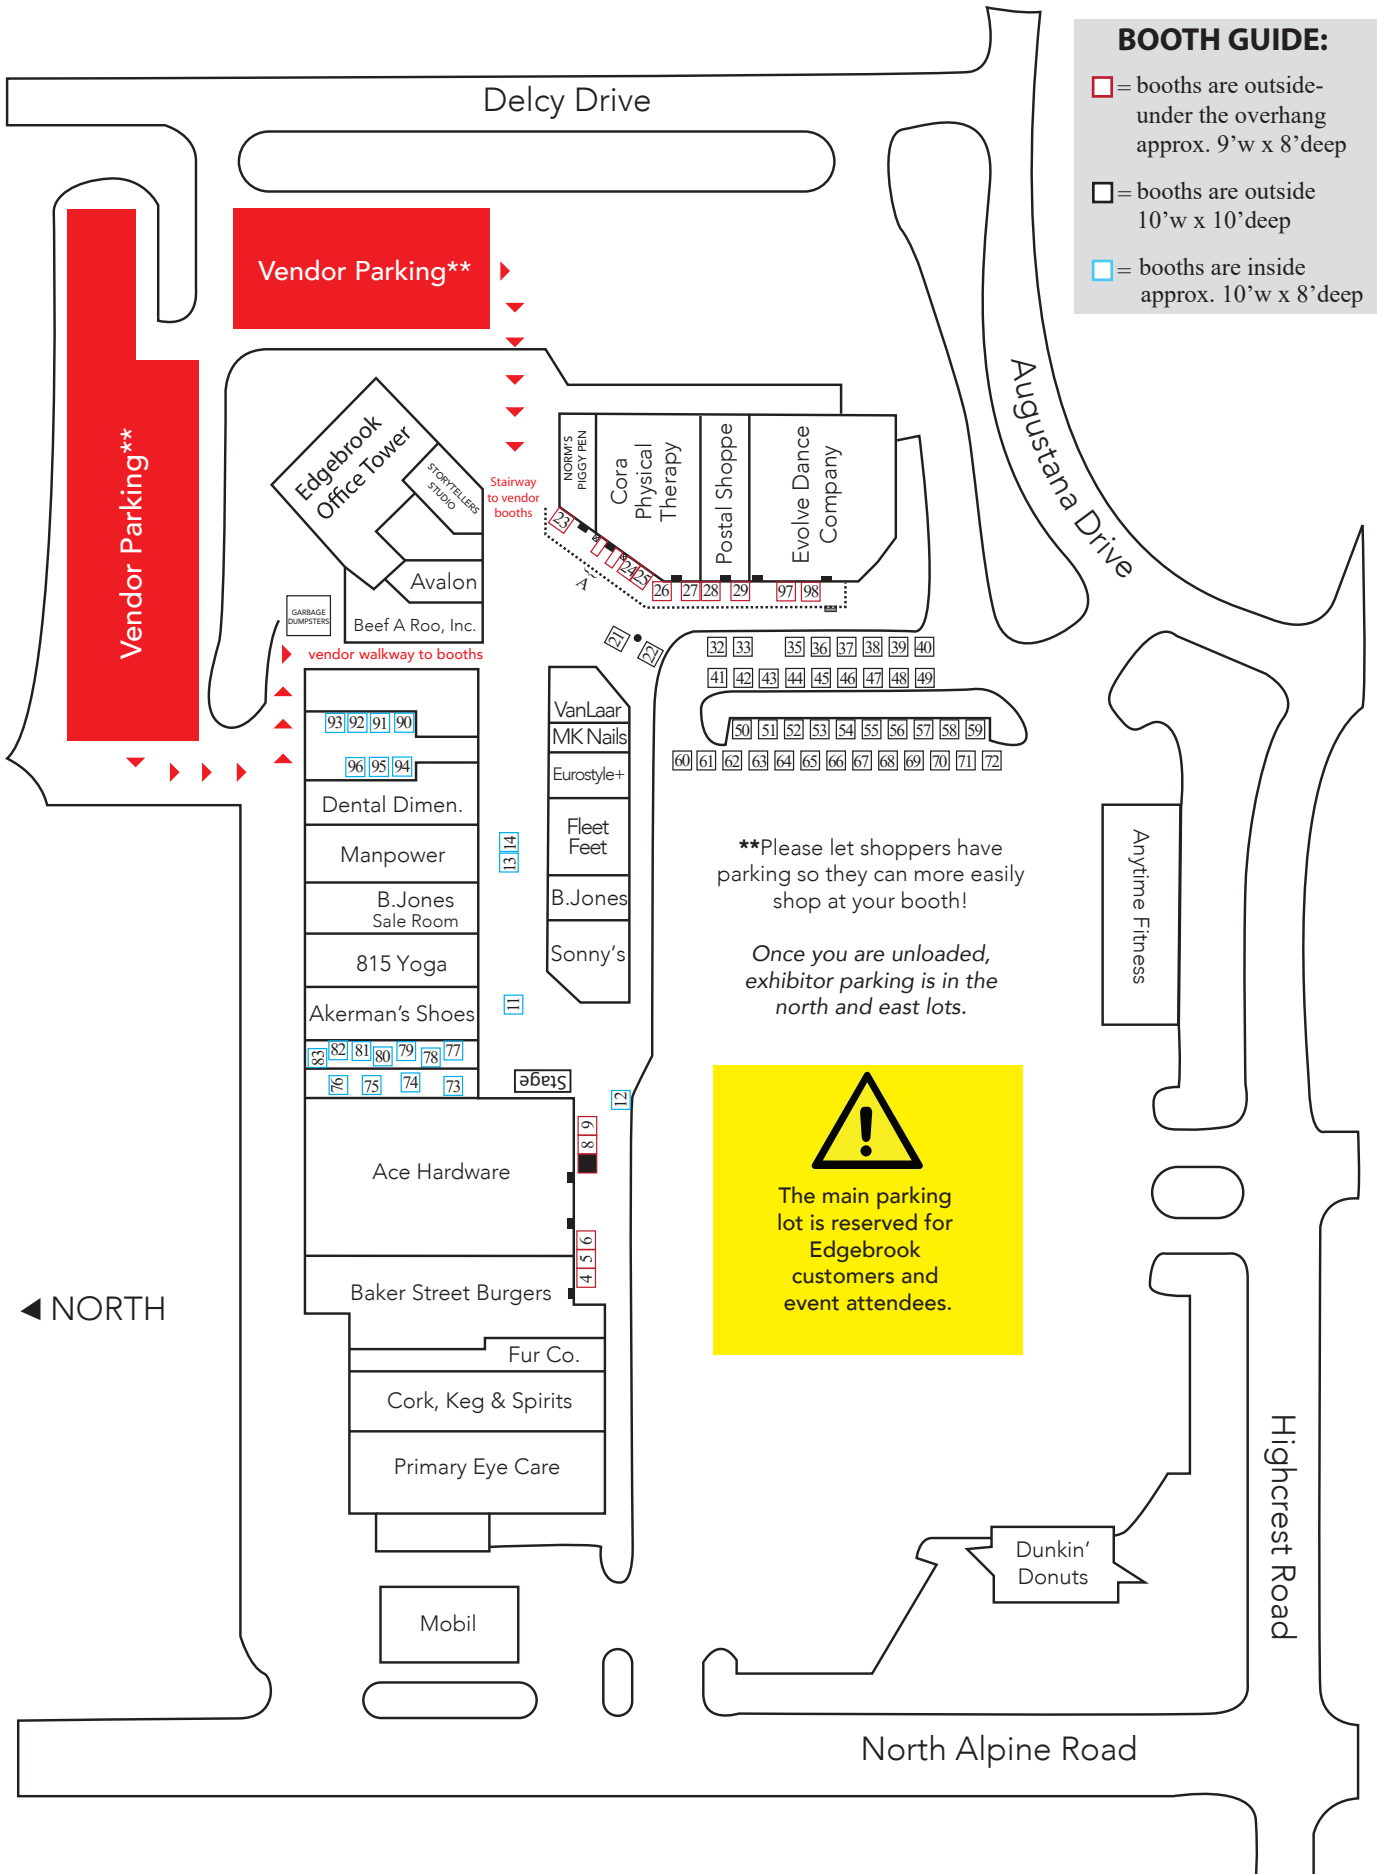 BOOTH GUIDE:
= booths are outside-
under the overhang
approx. 9'w x 8'deep
= booths are outside
10'w x 10'deep
= booths are inside
approx. 10'w x 8'deep
Delcy Drive
Vendor Parking**
Vendor Parking**
Augustana Drive
Edgebrook
Office Tower
STORYTELLERS
STUDIO
Avalon
Beef A Roo, Inc.
GARBAGE
DUMPSTERS
Stairway
to vendor
booths
vendor walkway to booths
NORM'S
PIGGY PEN
Cora
Physical
Therapy
Postal Shoppe
Evolve Dance
Company
23
24 25
26 27 28 29 97 98
A
21 22
32 33 35 36 37 38 39 40
41 42 43 44 45 46 47 48 49
50 51 52 53 54 55 56 57 58 59
60 61 62 63 64 65 66 67 68 69 70 71 72
93 92 91 90
96 95 94
Dental Dimen.
Manpower
B.Jones
Sale Room
815 Yoga
Akerman's Shoes
83 82 81 80 79 78 77
76 75 74 73
VanLaar
MK Nails
Eurostyle+
Fleet
Feet
B.Jones
Sonny's
13 14
11
Stage
12
8 9
4 5 6
Ace Hardware
Baker Street Burgers
Fur Co.
Cork, Keg & Spirits
Primary Eye Care
Mobil
**Please let shoppers have
parking so they can more easily
shop at your booth!
Once you are unloaded,
exhibitor parking is in the
north and east lots.
Anytime Fitness
The main parking
lot is reserved for
Edgebrook
customers and
event attendees.
NORTH
Dunkin'
Donuts
Highcrest Road
North Alpine Road